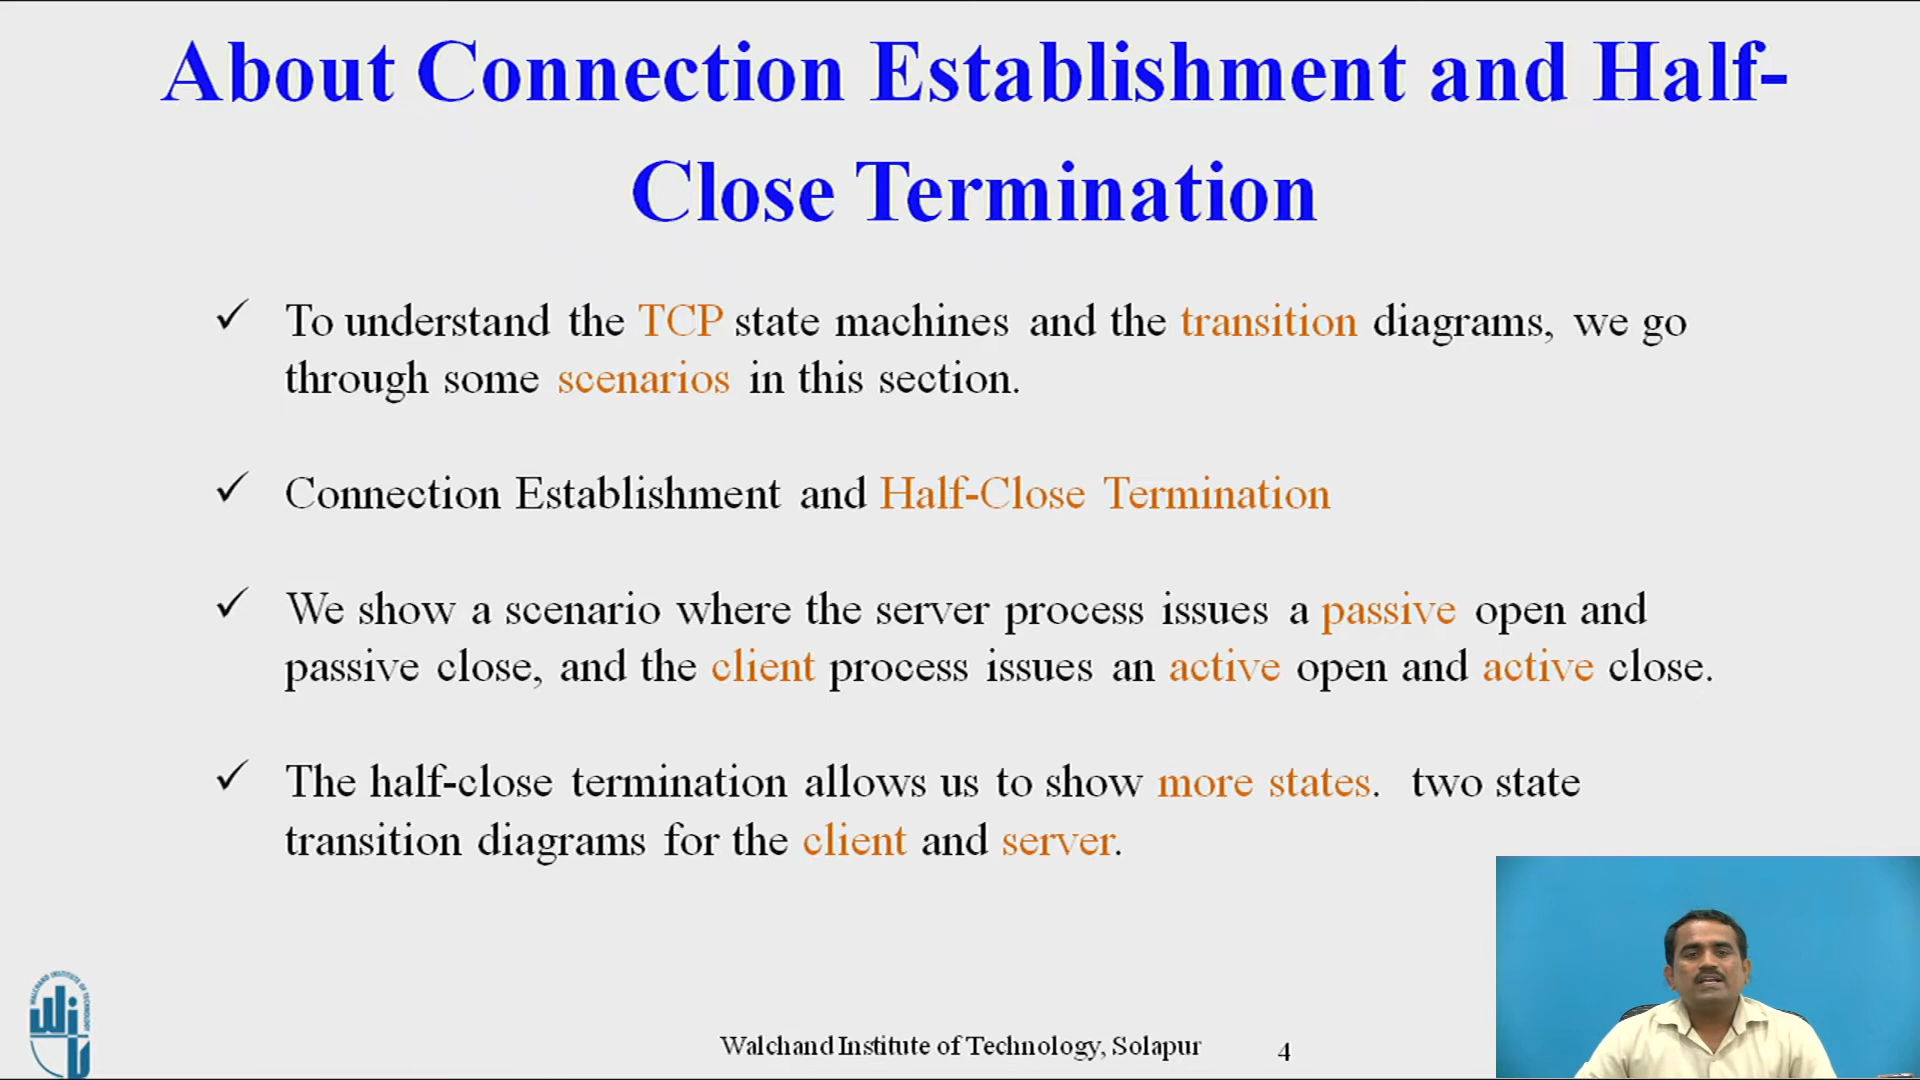 About Connection Establishment and Half-
Close Termination
✓ To understand the TCP state machines and the transition diagrams, we go
through some scenarios in this section.
✓ Connection Establishment and Half-Close Termination
✓ We show a scenario where the server process issues a passive open and
passive close, and the client process issues an active open and active close.
✓ The half-close termination allows us to show more states. two state
transition diagrams for the client and server.
WALCHAND INSTITUTE OF TECHNOLOGY
Walchand Institute of Technology, Solapur 4